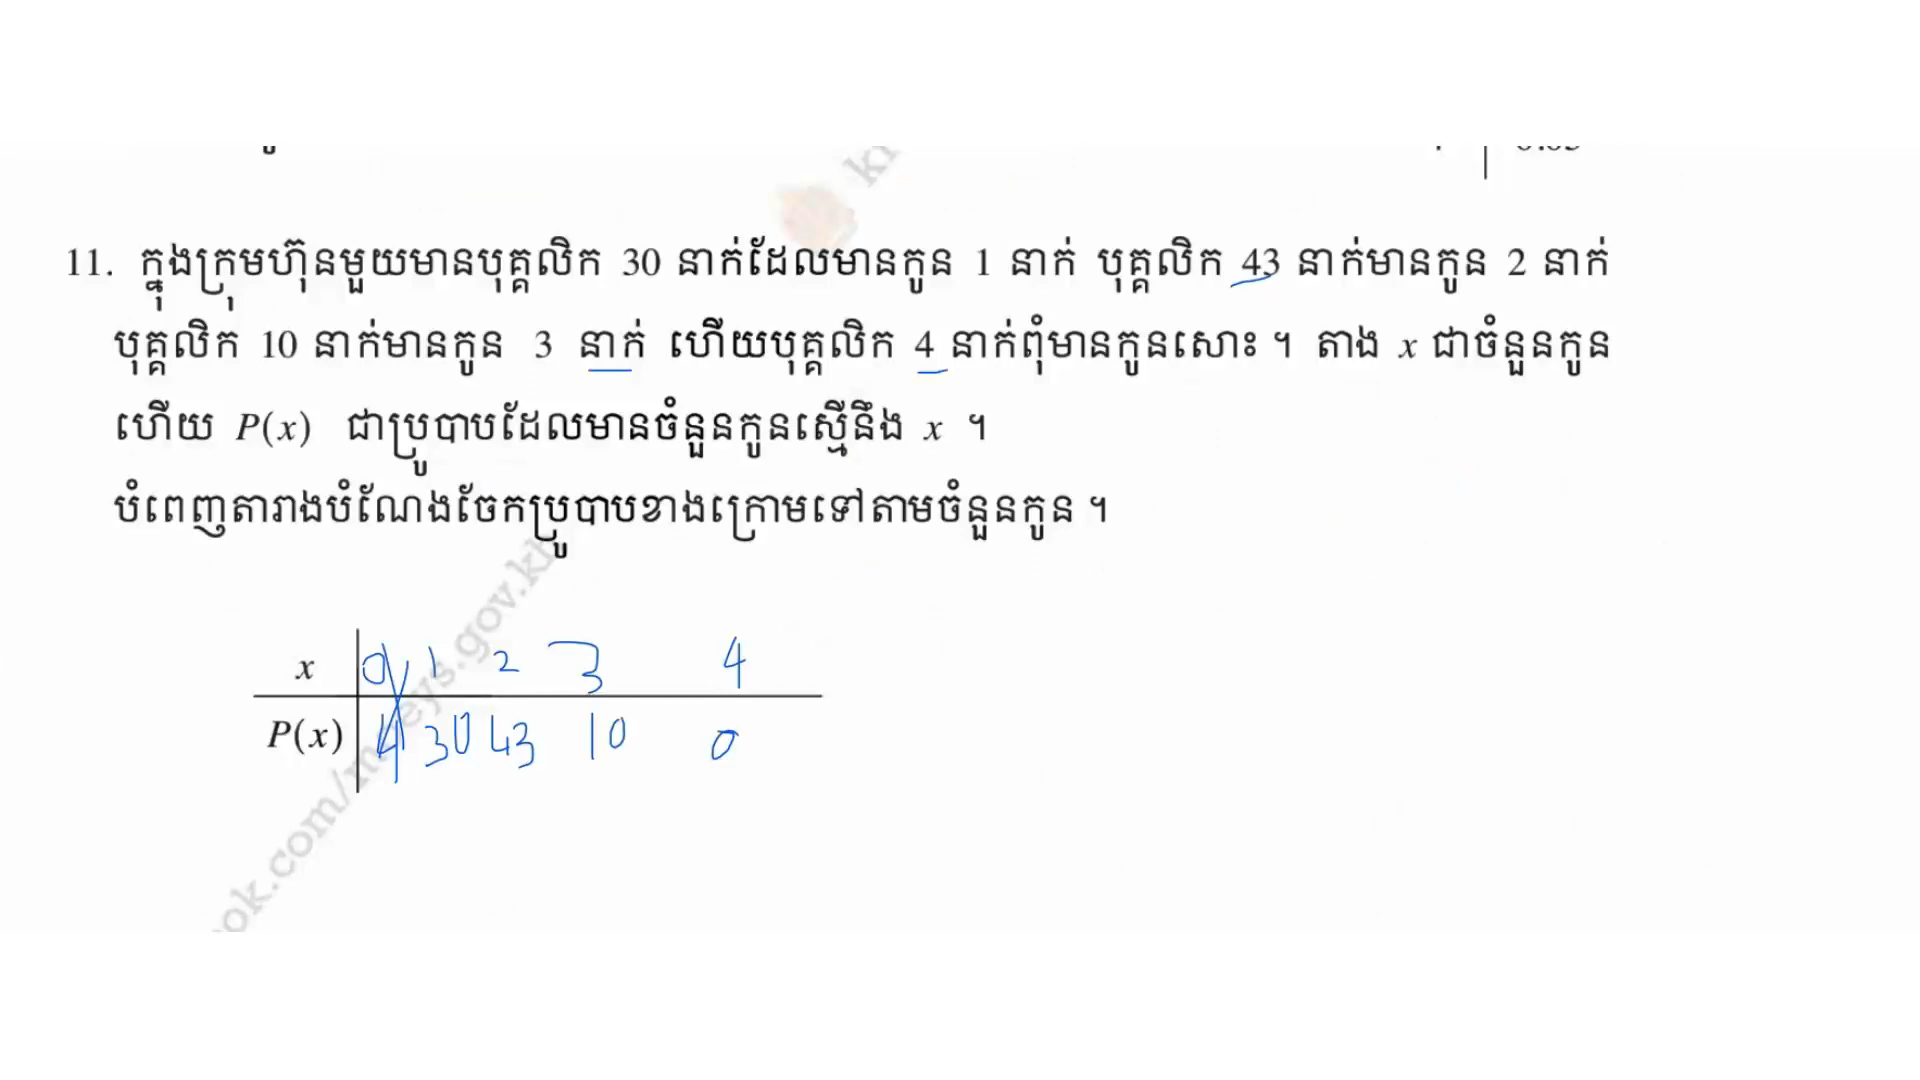 11. ក្នុងក្រុមហ៊ុនមួយមានបុគ្គលិក 30 នាក់ដែលមានកូន 1 នាក់ បុគ្គលិក 43 នាក់មានកូន 2 នាក់
បុគ្គលិក 10 នាក់មានកូន 3 នាក់ ហើយបុគ្គលិក 4 នាក់ពុំមានកូនសោះ ។ តាង x ជាចំនួនកូន
ហើយ P(x) ជាប្រូបាបដែលមានចំនួនកូនស្មើនឹង x ។
បំពេញតារាងបំណែងចែកប្រូបាបខាងក្រោមទៅតាមចំនួនកូន ។
x 0 1 2 3 4
P(x) 4 30 43 10 0